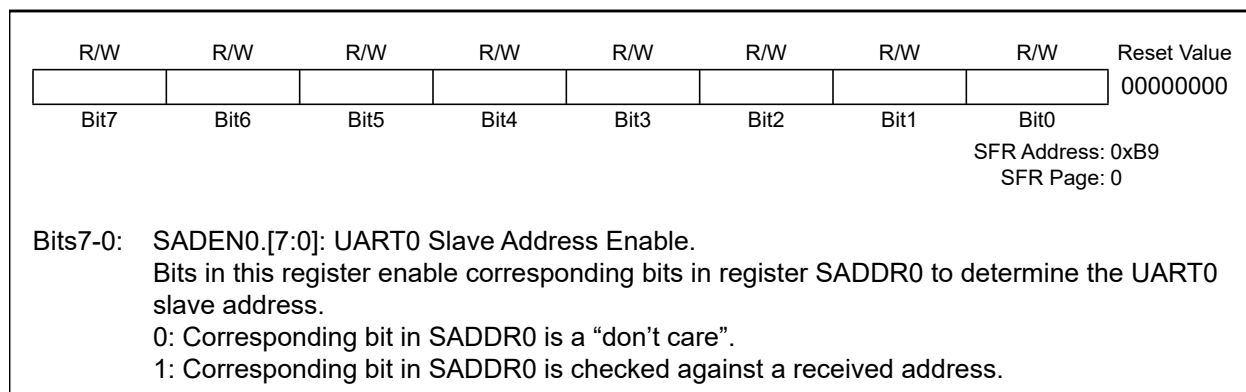 R/W R/W R/W R/W R/W R/W R/W R/W Reset Value
00000000
Bit7 Bit6 Bit5 Bit4 Bit3 Bit2 Bit1 Bit0
SFR Address: 0xB9
SFR Page: 0
Bits7-0: SADEN0.[7:0]: UART0 Slave Address Enable.
Bits in this register enable corresponding bits in register SADDR0 to determine the UART0
slave address.
0: Corresponding bit in SADDR0 is a “don’t care”.
1: Corresponding bit in SADDR0 is checked against a received address.